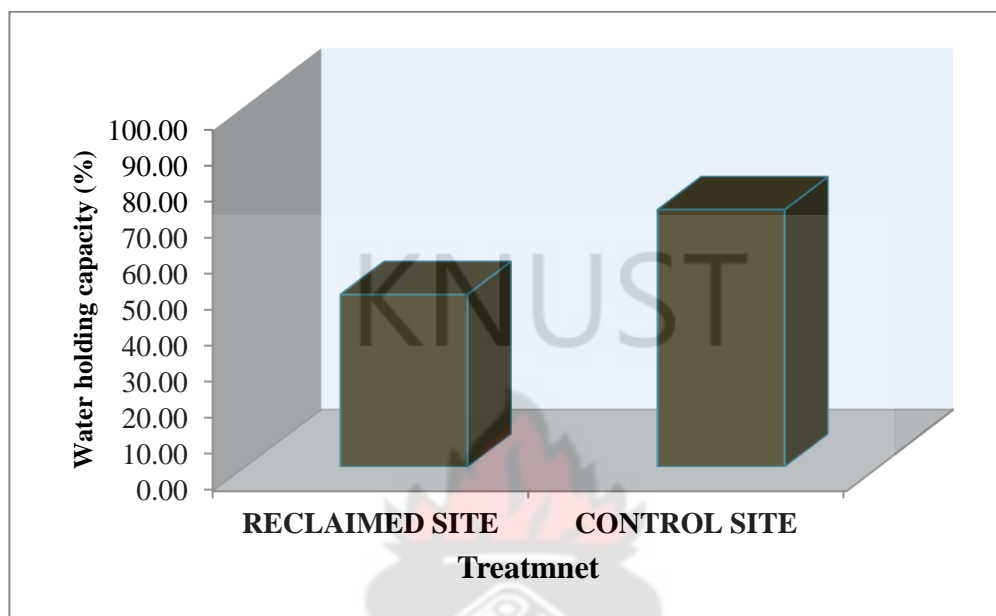 Water holding capacity (%)
100.00
90.00
80.00
70.00
60.00
50.00
40.00
30.00
20.00
10.00
0.00
KNUST
RECLAIMED SITE CONTROL SITE
Treatmnet